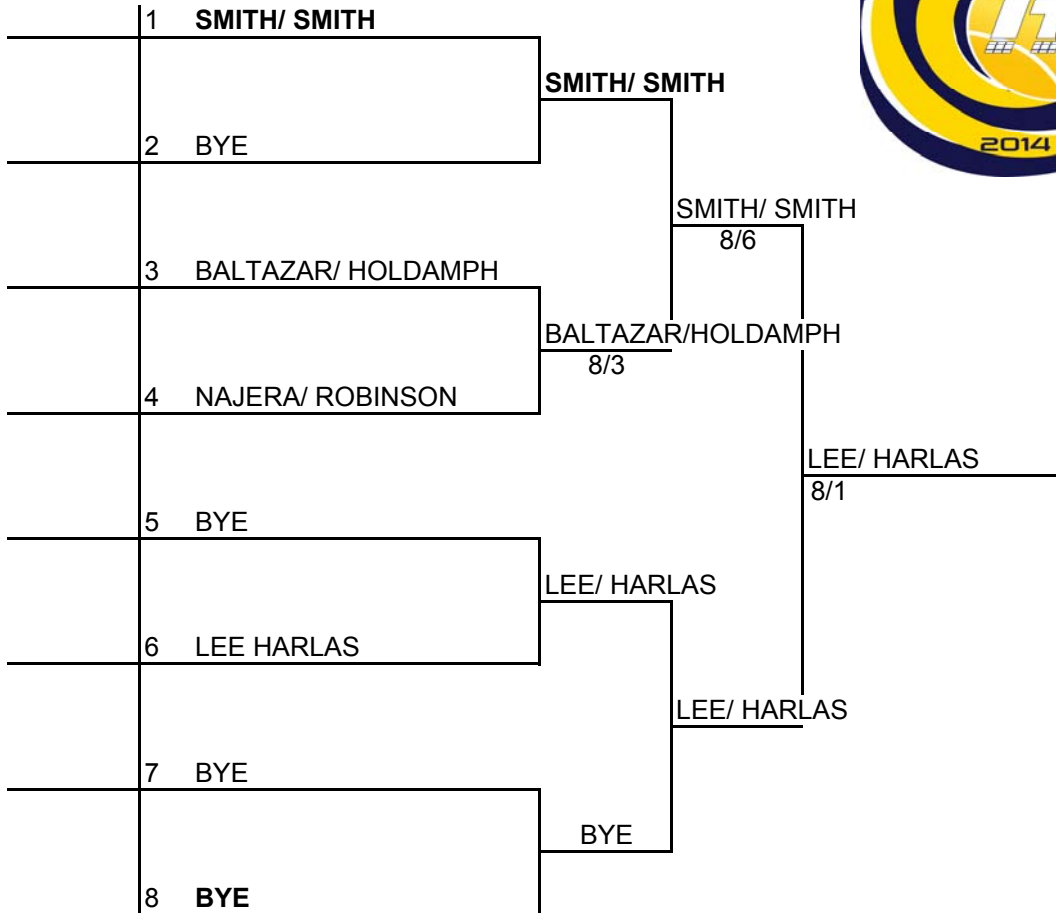 1 SMITH/ SMITH
SMITH/ SMITH
2014
2 BYE
SMITH/ SMITH
8/6
3 BALTAZAR/ HOLDAMPH
BALTAZAR/HOLDAMPH
8/3
4 NAJERA/ ROBINSON
LEE/ HARLAS
8/1
5 BYE
LEE/ HARLAS
6 LEE HARLAS
LEE/ HARLAS
7 BYE
BYE
8 BYE